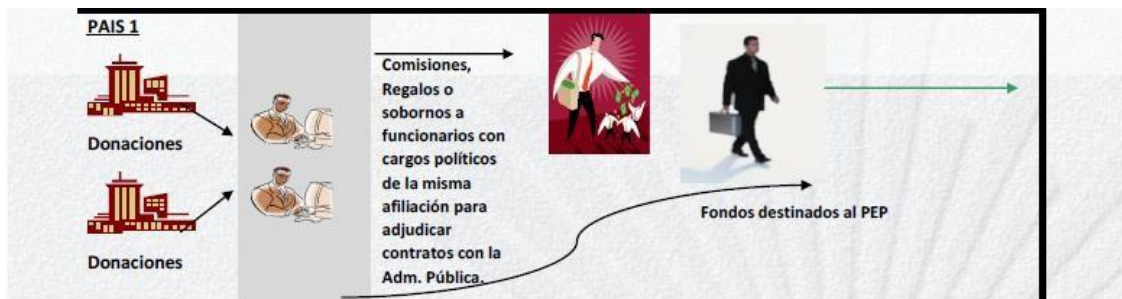 PAIS 1
Donaciones
Donaciones
Comisiones,
Regalos o
sobornos a
funcionarios con
cargos políticos
de la misma
afiliación para
adjudicar
contratos con la
Adm. Pública.
Fondos destinados al PEP